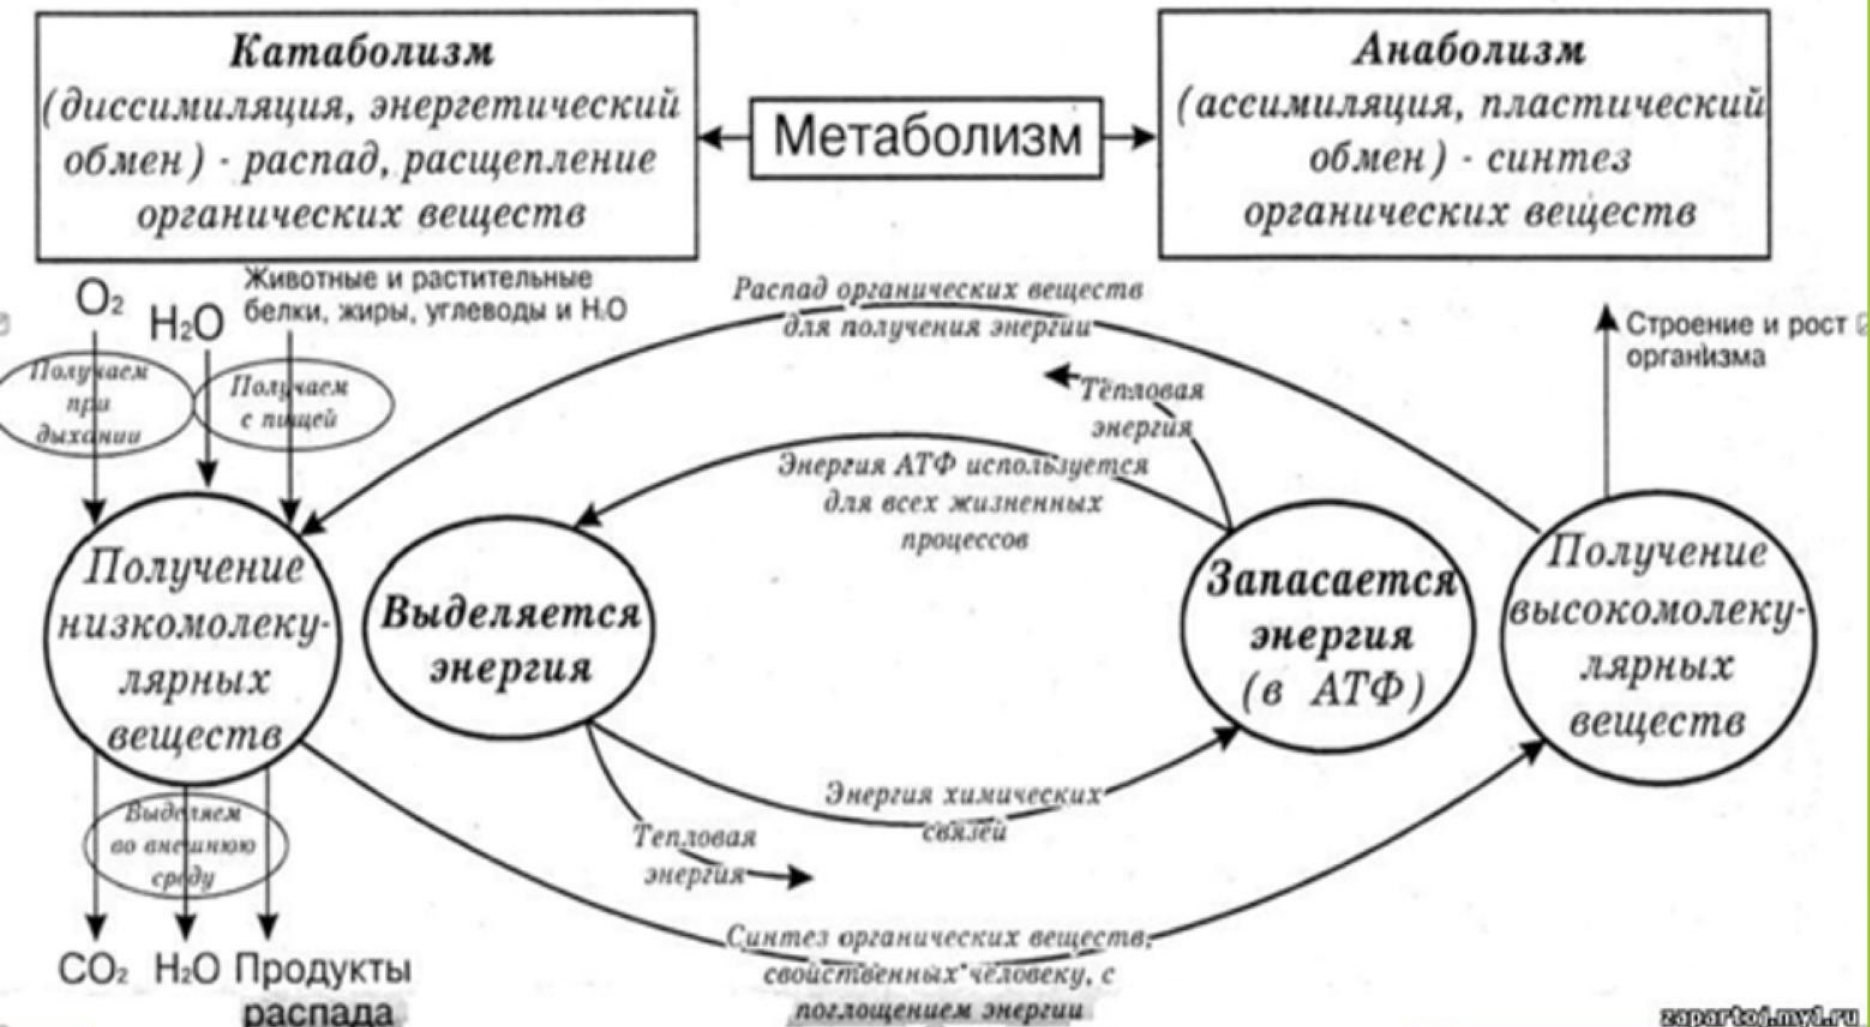 Катаболизм
(диссимиляция, энергетический
обмен) - распад, расщепление
органических веществ
Метаболизм
Анаболизм
(ассимиляция, пластический
обмен) - синтез
органических веществ
O₂
H₂O
Животные и растительные
белки, жиры, углеводы и H₂O
Получаем
при
дыхании
Получаем
с пищей
Распад органических веществ
для получения энергии
Тепловая
энергия
Энергия АТФ используется
для всех жизненных
процессов
Строение и рост
организма
Получение
низкомолеку-
лярных
веществ
Выделяется
энергия
Запасается
энергия
(в АТФ)
Получение
высокомолеку-
лярных
веществ
Энергия химических
связей
Тепловая
энергия
Выделяем
во внешнюю
среду
CO₂ H₂O Продукты
распада
Синтез органических веществ,
свойственных человеку, с
поглощением энергии
zapartoj.my1.ru